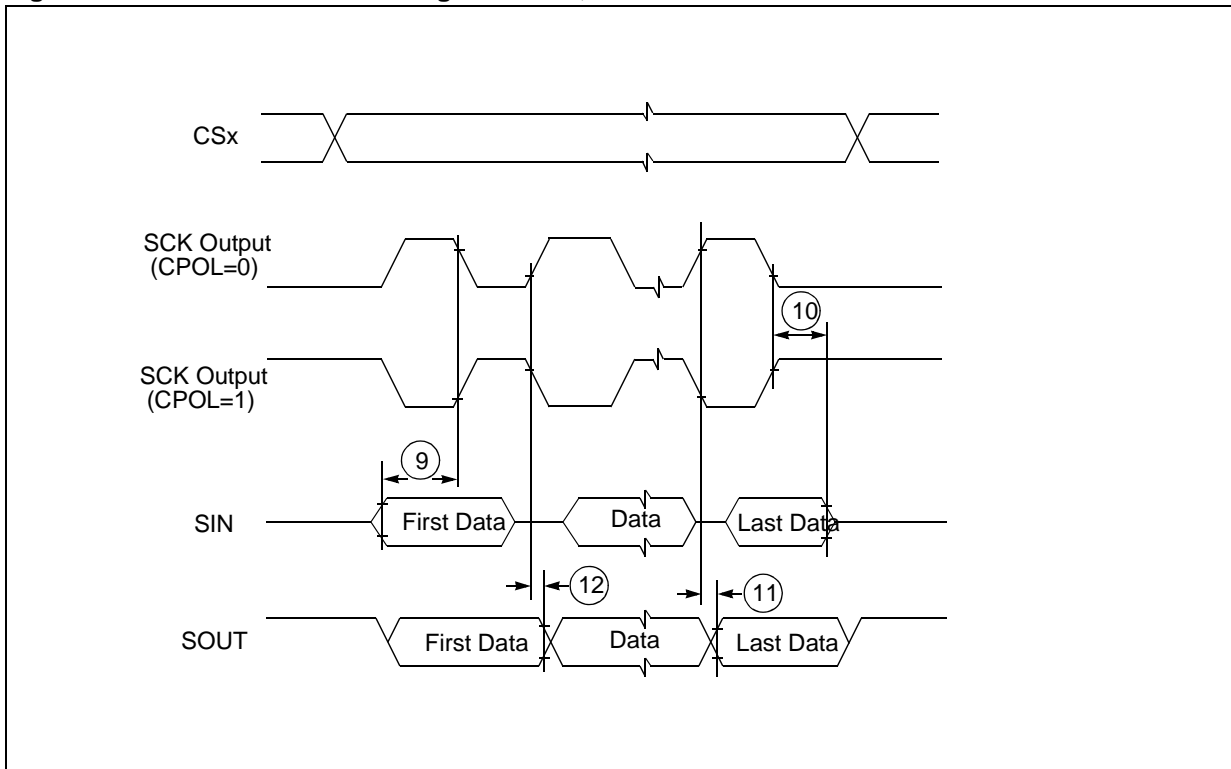 CSx
SCK Output
(CPOL=0)
10
SCK Output
(CPOL=1)
9
SIN
First Data
Data
Last Data
12
11
SOUT
First Data
Data
Last Data